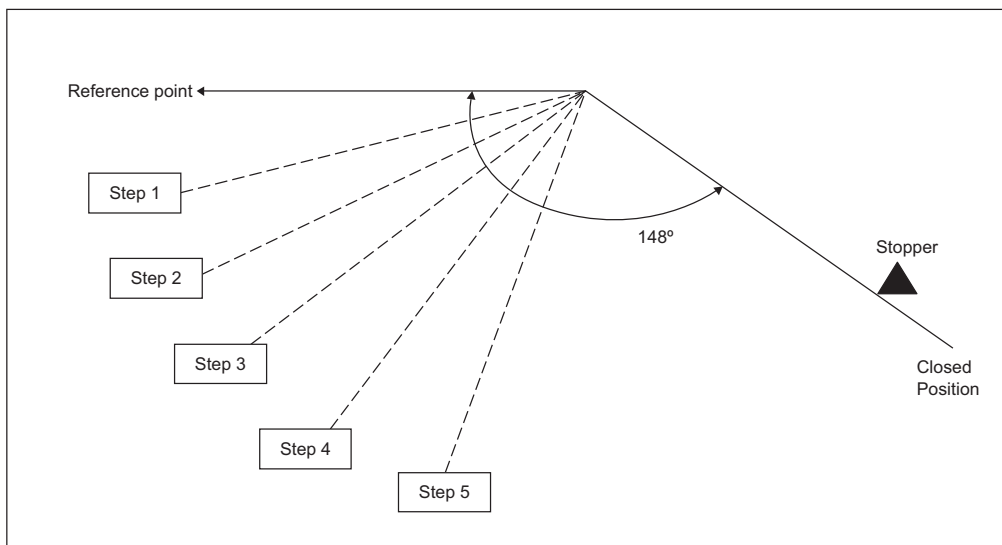 Reference point
Step 1
Step 2
Step 3
Step 4
Step 5
148º
Stopper
Closed
Position